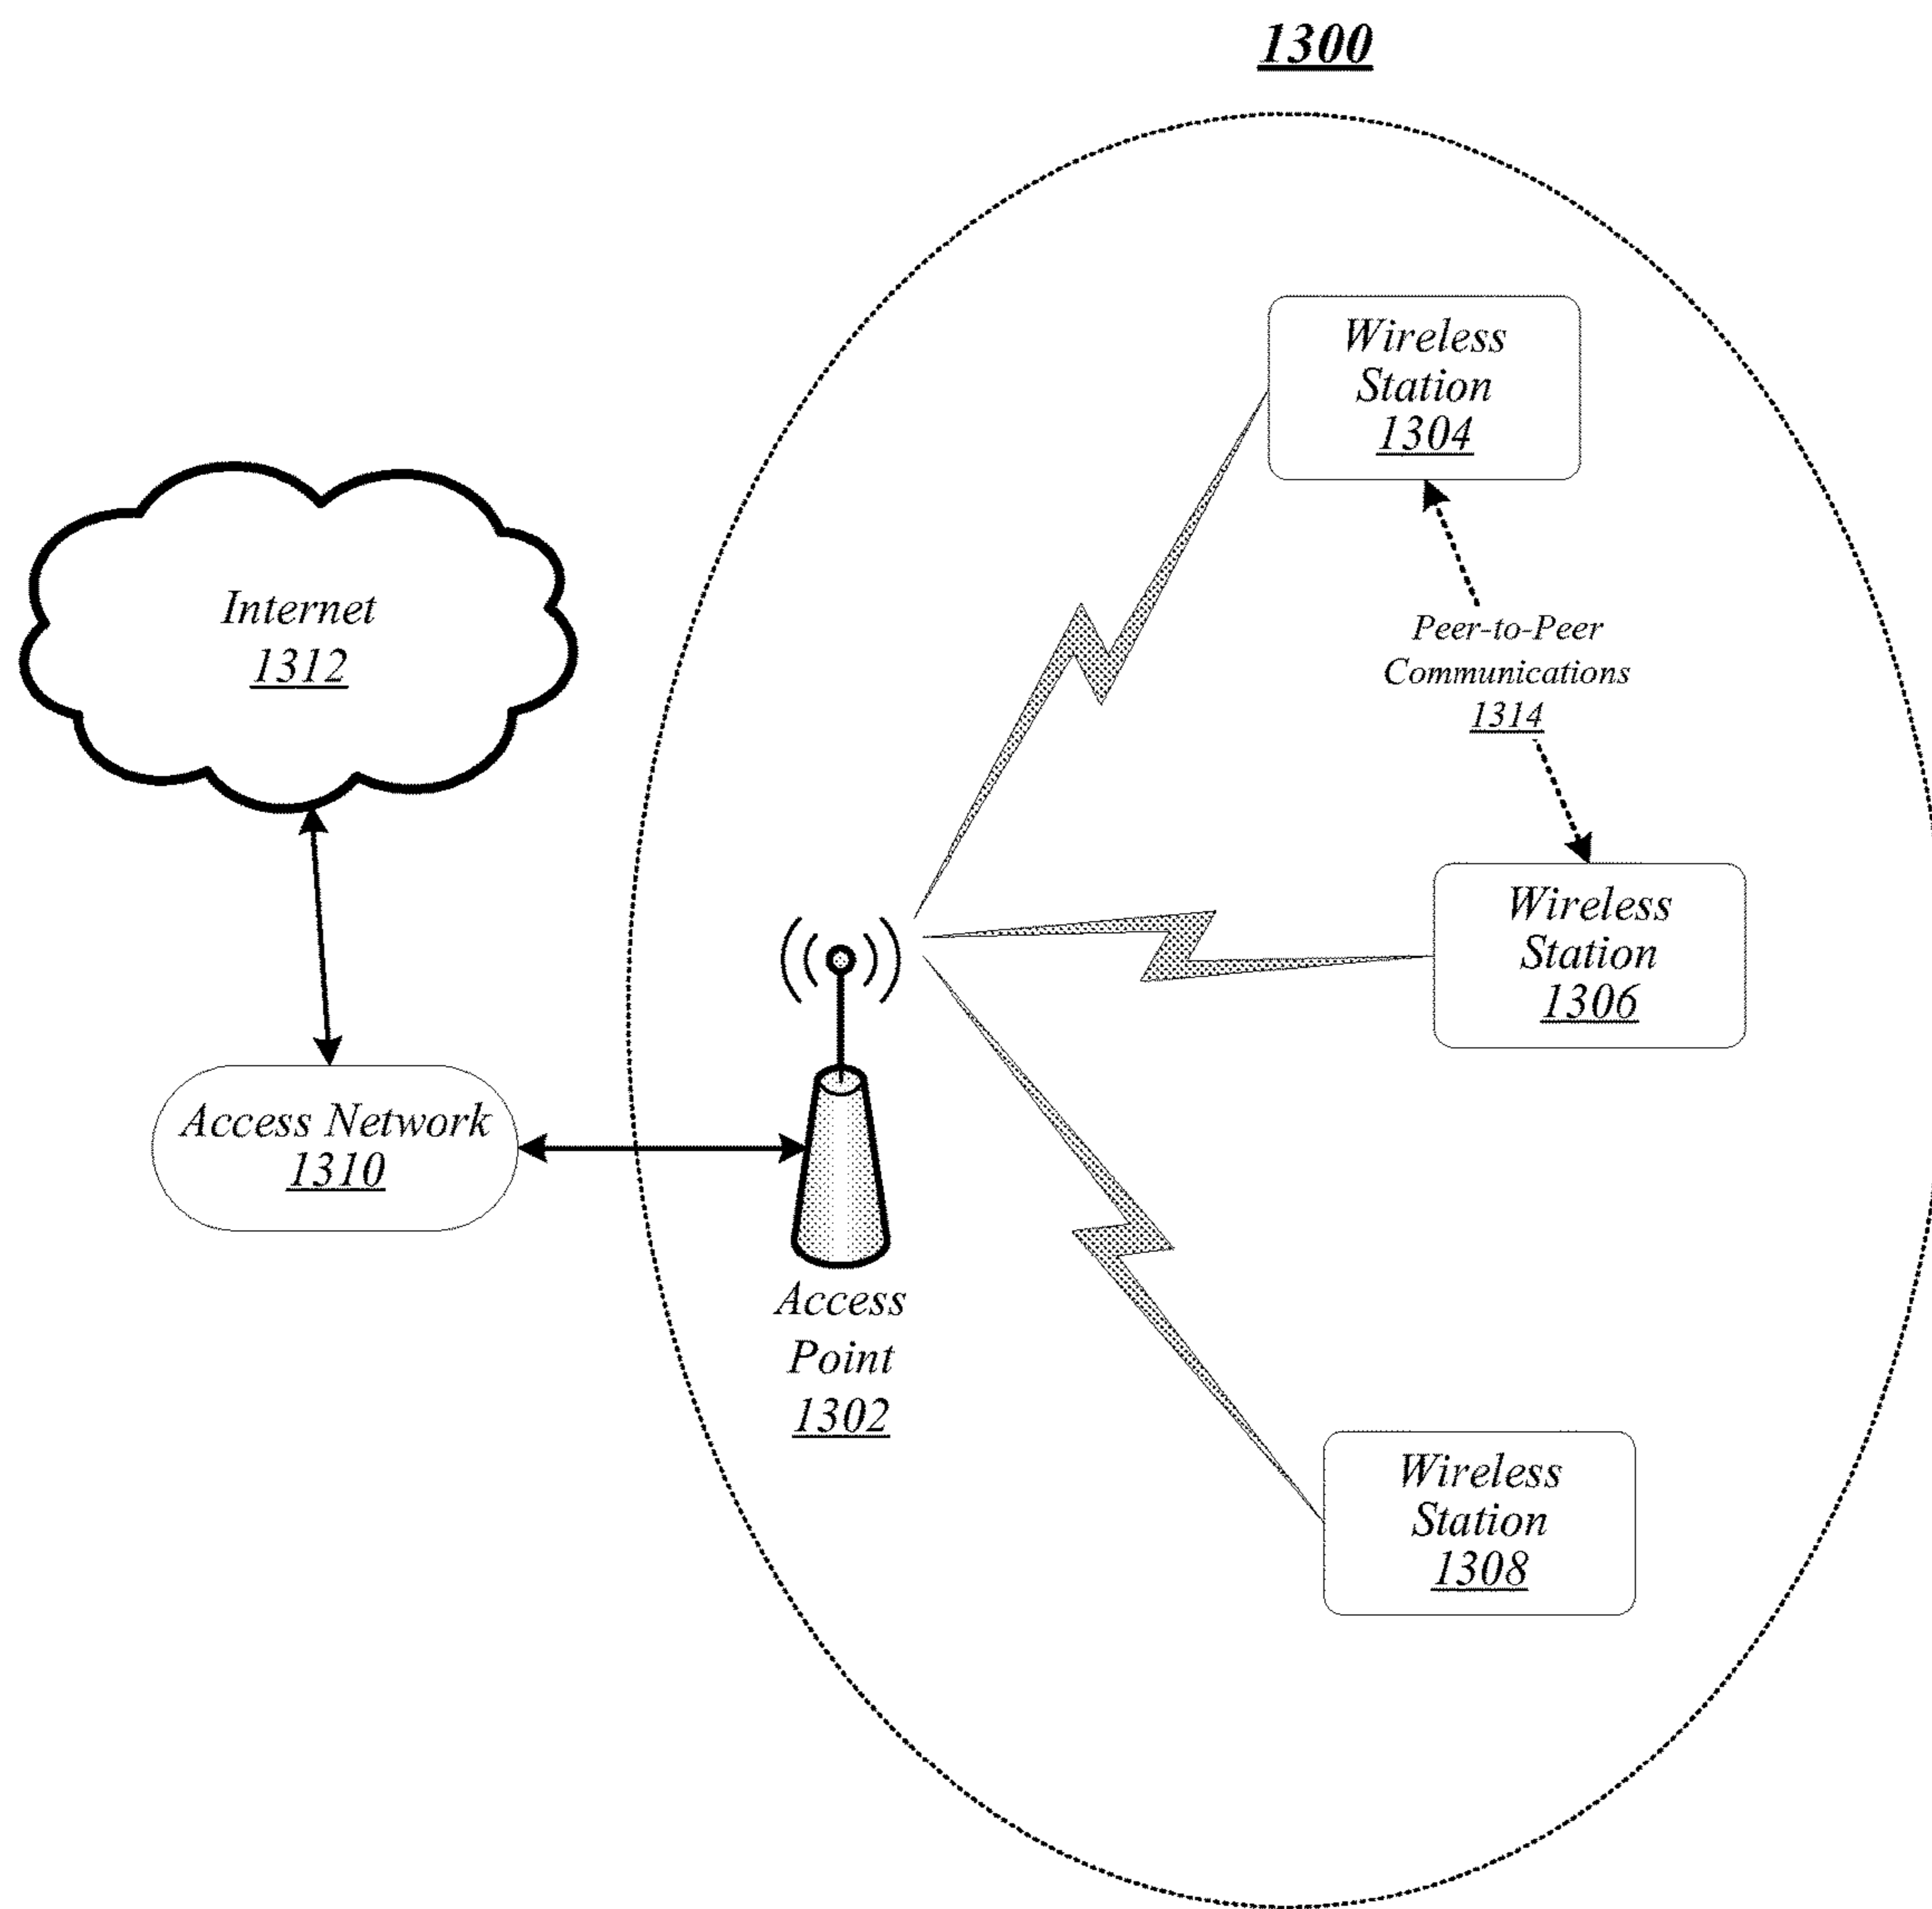 1300
Wireless
Station
1304
Internet
1312
Peer-to-Peer
Communications
1314
Wireless
Station
1306
Access Network
1310
Access
Point
1302
Wireless
Station
1308